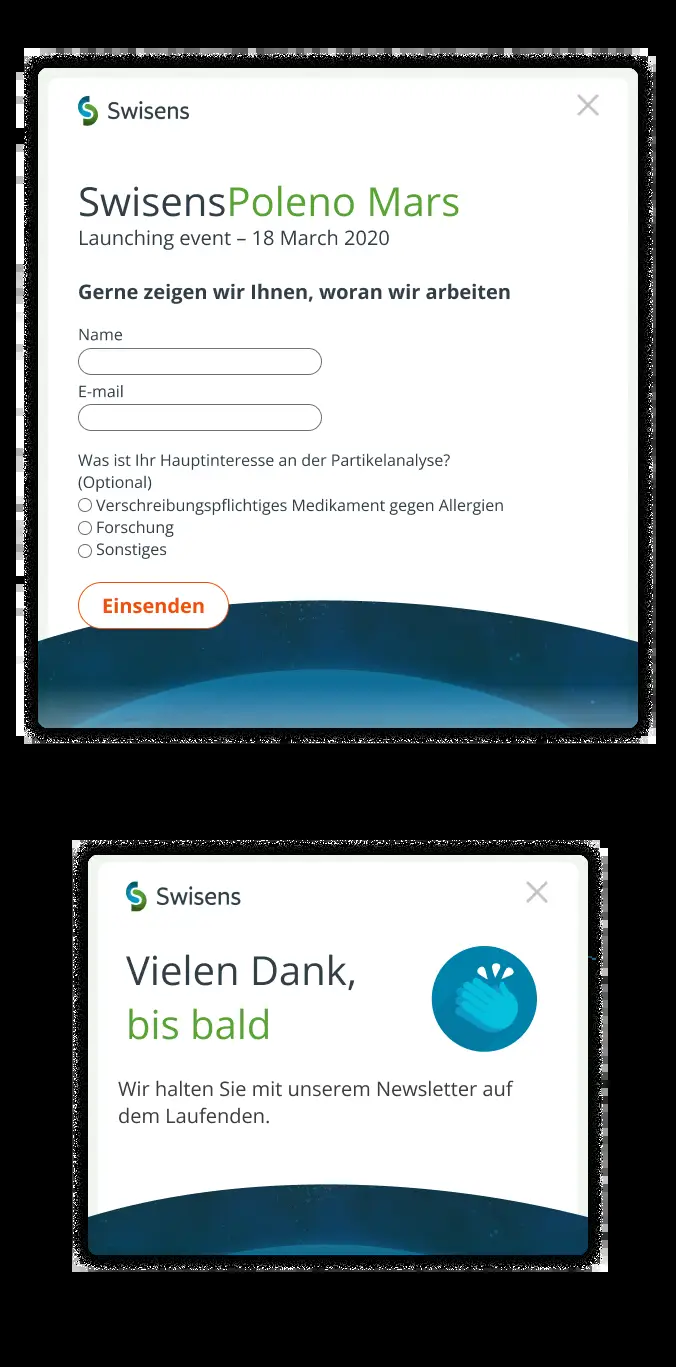 Swisens
SwisensPoleno Mars
Launching event – 18 March 2020
Gerne zeigen wir Ihnen, woran wir arbeiten
Name
E-mail
Was ist Ihr Hauptinteresse an der Partikelanalyse?
(Optional)
Verschreibungspflichtiges Medikament gegen Allergien
Forschung
Sonstiges
Einsenden
Swisens
Vielen Dank,
bis bald
Wir halten Sie mit unserem Newsletter auf
dem Laufenden.